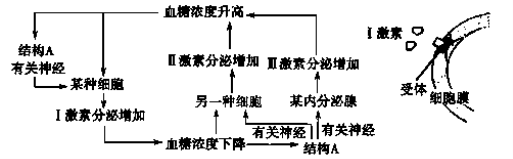 血糖浓度升高
结构A
有关神经
某种细胞
Ⅰ激素分泌增加
血糖浓度下降
Ⅱ激素分泌增加
另一种细胞
有关神经
Ⅲ激素分泌增加
某内分泌腺
有关神经
结构A
Ⅰ激素
受体
细胞膜